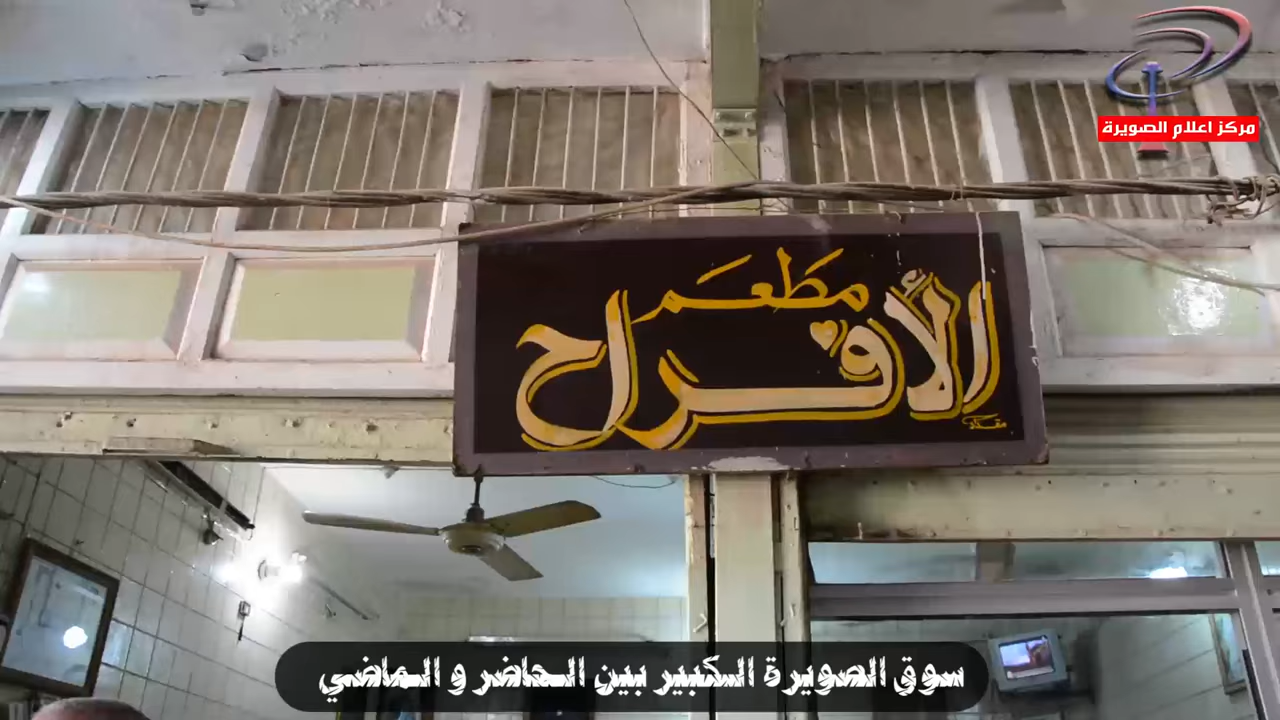 مركز اعلام الصويرة
مطعم
الأفراح
سوق الصويرة الكبير بين الحاضر و الماضي